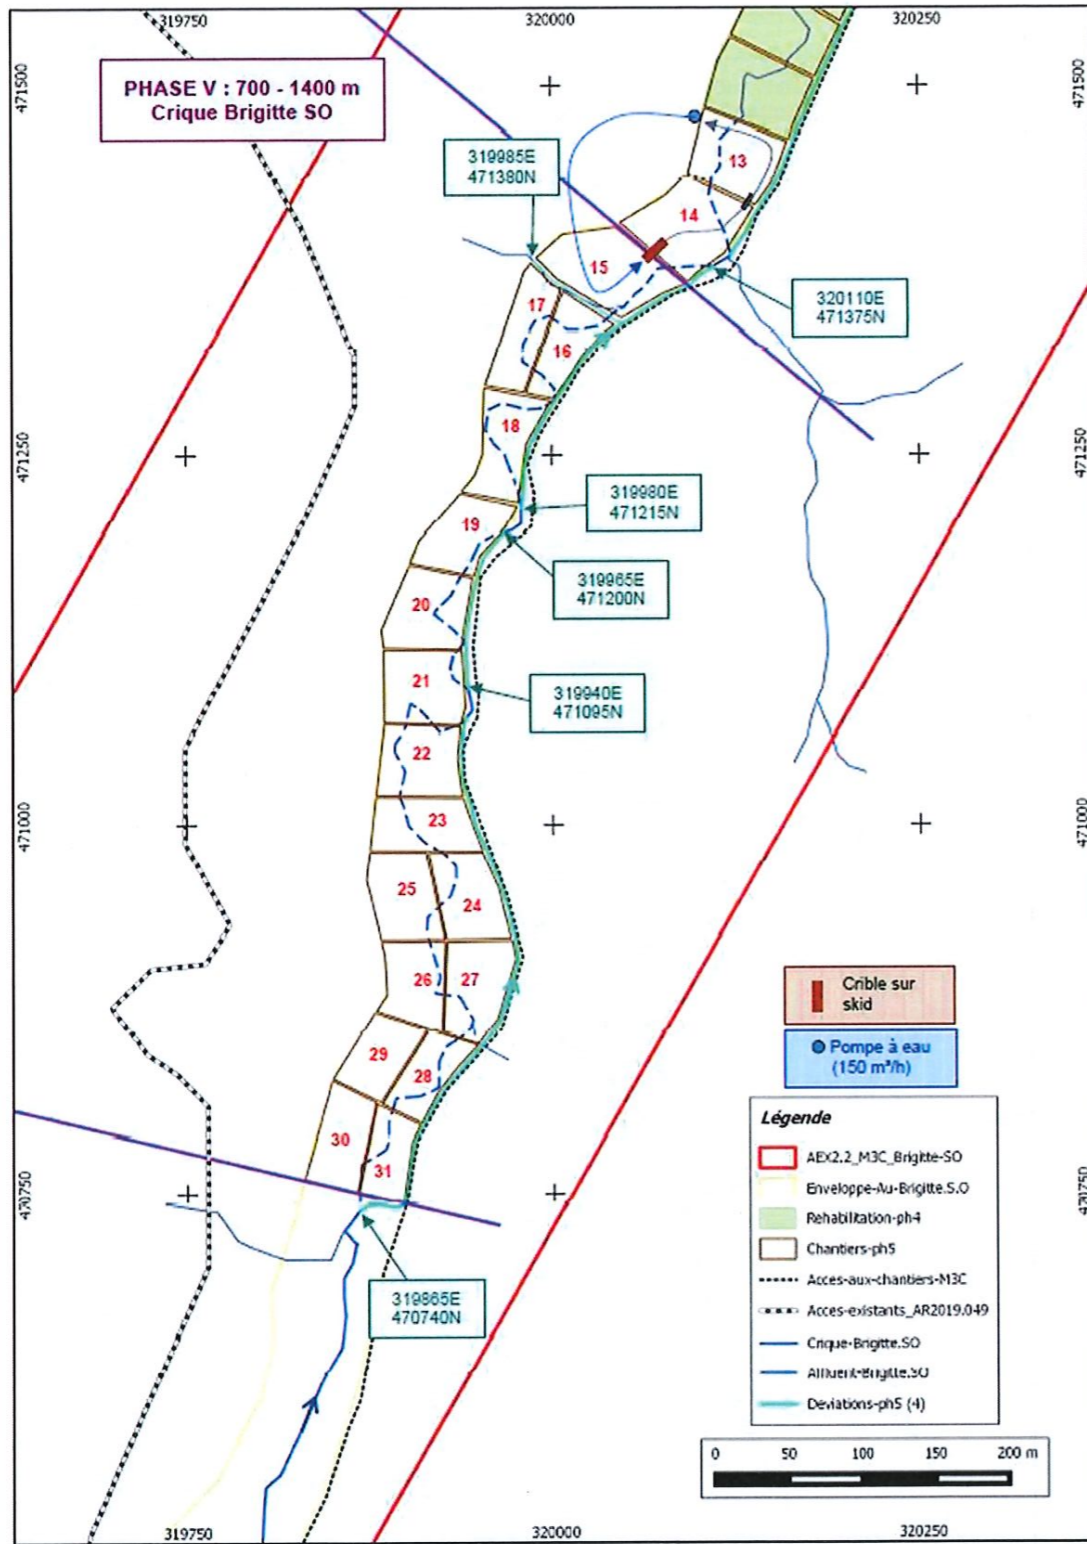 319750
320000
320250
471500
471500
PHASE V : 700 - 1400 m
Crique Brigitte SO
319985E
471380N
13
14
15
320110E
471375N
17
16
18
471250
471250
319980E
471215N
19
319965E
471200N
20
21
319940E
471095N
22
471000
471000
23
25
24
26
27
Crible sur
skid
Pompe à eau
(150 m³/h)
29
28
30
31
470750
470750
319865E
470740N
Légende
AEX2.2_M3C_Brigitte-SO
Enveloppe-Au-Brigitte.S.O
Rehabilitation-ph4
Chantiers-ph5
Acces-aux-chantiers-M3C
Acces-existants_AR2019.049
Crique-Brigitte.SO
Affluent-Brigitte.SO
Deviations-ph5 (4)
0 50 100 150 200 m
319750
320000
320250